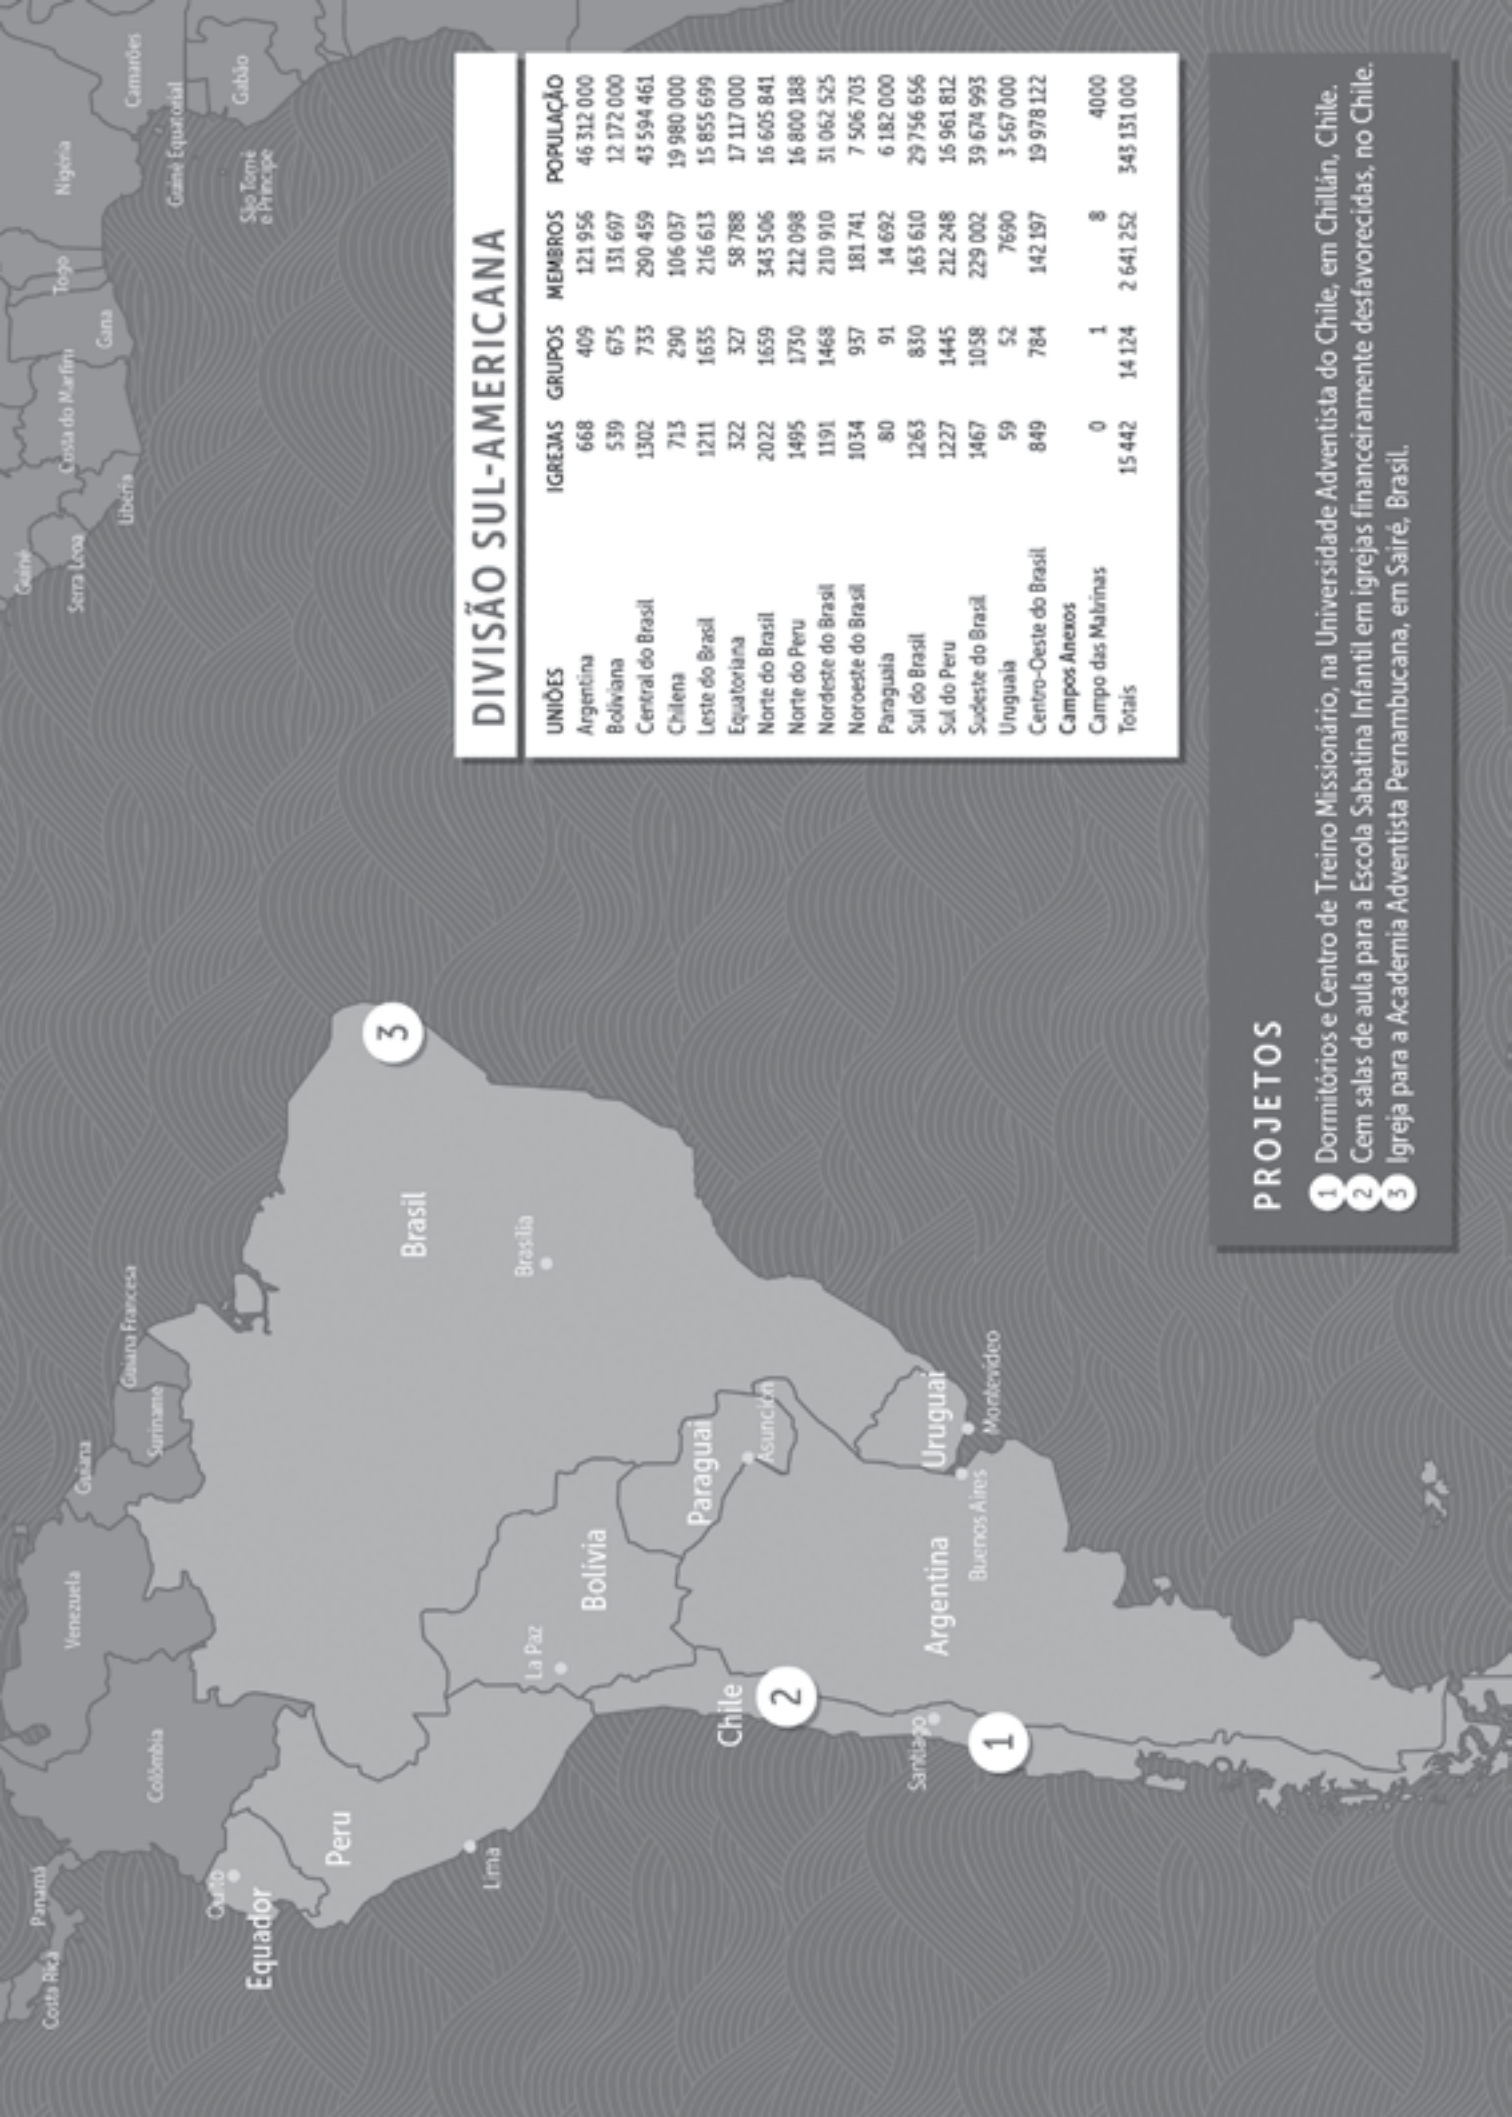 Costa Rica
Panamá
Colômbia
Venezuela
Guiana
Suriname
Guiana Francesa
Equador
Quito
Peru
Lima
Brasil
Brasília
Bolívia
La Paz
Paraguai
Asunción
Chile
Santiago
Argentina
Buenos Aires
Uruguai
Montevideo
1
2
3
Guiné
Serra Leoa
Libéria
Costa do Marfim
Gana
Togo
Nigéria
Camarões
Guiné Equatorial
São Tomé
e Príncipe
Gabão
DIVISÃO SUL-AMERICANA
UNIÕES IGREJAS GRUPOS MEMBROS POPULAÇÃO
Argentina 668 409 121 956 46 312 000
Boliviana 539 675 131 697 12 172 000
Central do Brasil 1302 733 290 459 43 594 461
Chilena 713 290 106 037 19 980 000
Leste do Brasil 1211 1635 216 613 15 855 699
Equatoriana 322 327 58 788 17 117 000
Norte do Brasil 2022 1659 343 506 16 605 841
Norte do Peru 1495 1730 212 098 16 800 188
Nordeste do Brasil 1191 1468 210 910 31 062 525
Noroeste do Brasil 1034 937 181 741 7 506 703
Paraguaia 80 91 14 692 6 182 000
Sul do Brasil 1263 830 163 610 29 756 656
Sul do Peru 1227 1445 212 248 16 961 812
Sudeste do Brasil 1467 1058 229 002 39 674 993
Uruguaia 59 52 7690 3 567 000
Centro-Oeste do Brasil 849 784 142 197 19 978 122
Campos Anexos
Campo das Malvinas 0 1 8 4000
Totais 15 442 14 124 2 641 252 343 131 000
PROJETOS
1 Dormitórios e Centro de Treino Missionário, na Universidade Adventista do Chile, em Chillán, Chile.
2 Cem salas de aula para a Escola Sabatina Infantil em igrejas financeiramente desfavorecidas, no Chile.
3 Igreja para a Academia Adventista Pernambucana, em Sairé, Brasil.